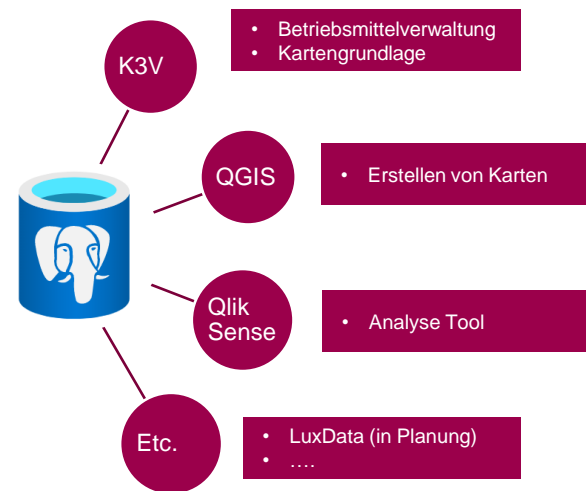 K3V
• Betriebsmittelverwaltung
• Kartengrundlage
QGIS
• Erstellen von Karten
Qlik
Sense
• Analyse Tool
Etc.
• LuxData (in Planung)
• ….